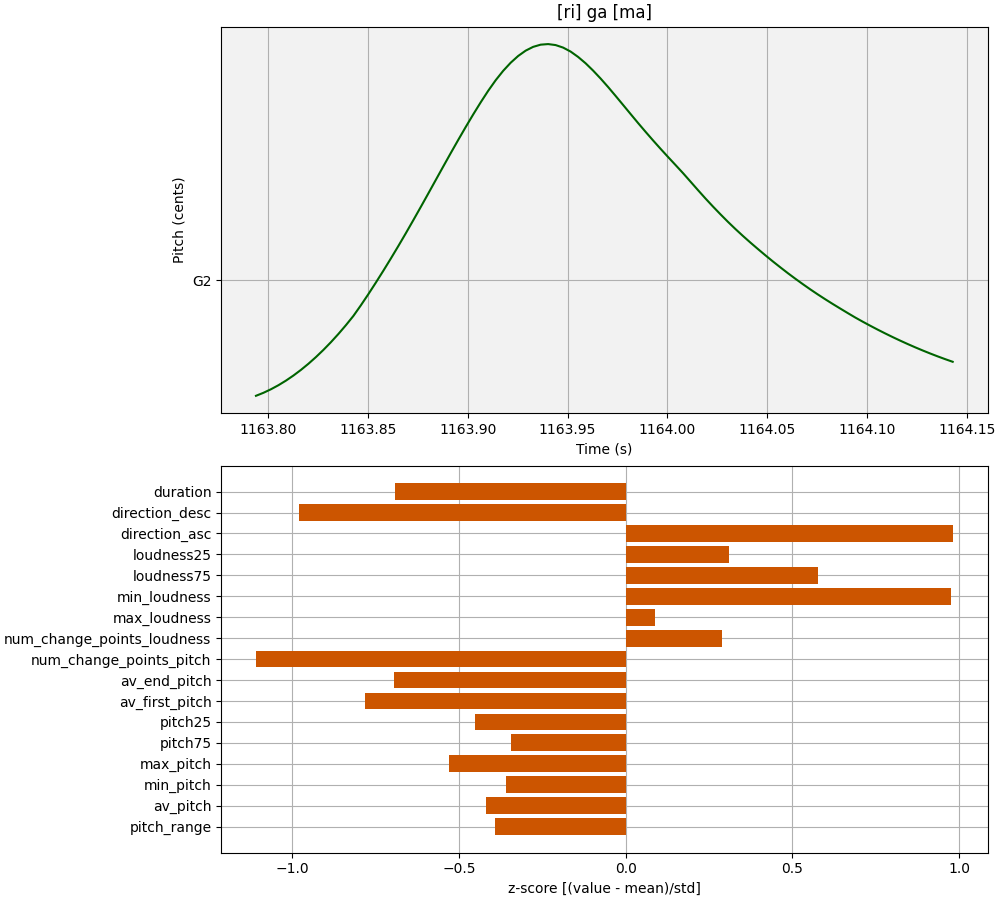 [ri] ga [ma]
Pitch (cents)
G2
1163.80 1163.85 1163.90 1163.95 1164.00 1164.05 1164.10 1164.15
Time (s)
duration
direction_desc
direction_asc
loudness25
loudness75
min_loudness
max_loudness
num_change_points_loudness
num_change_points_pitch
av_end_pitch
av_first_pitch
pitch25
pitch75
max_pitch
min_pitch
av_pitch
pitch_range
−1.0 −0.5 0.0 0.5 1.0
z-score [(value - mean)/std]